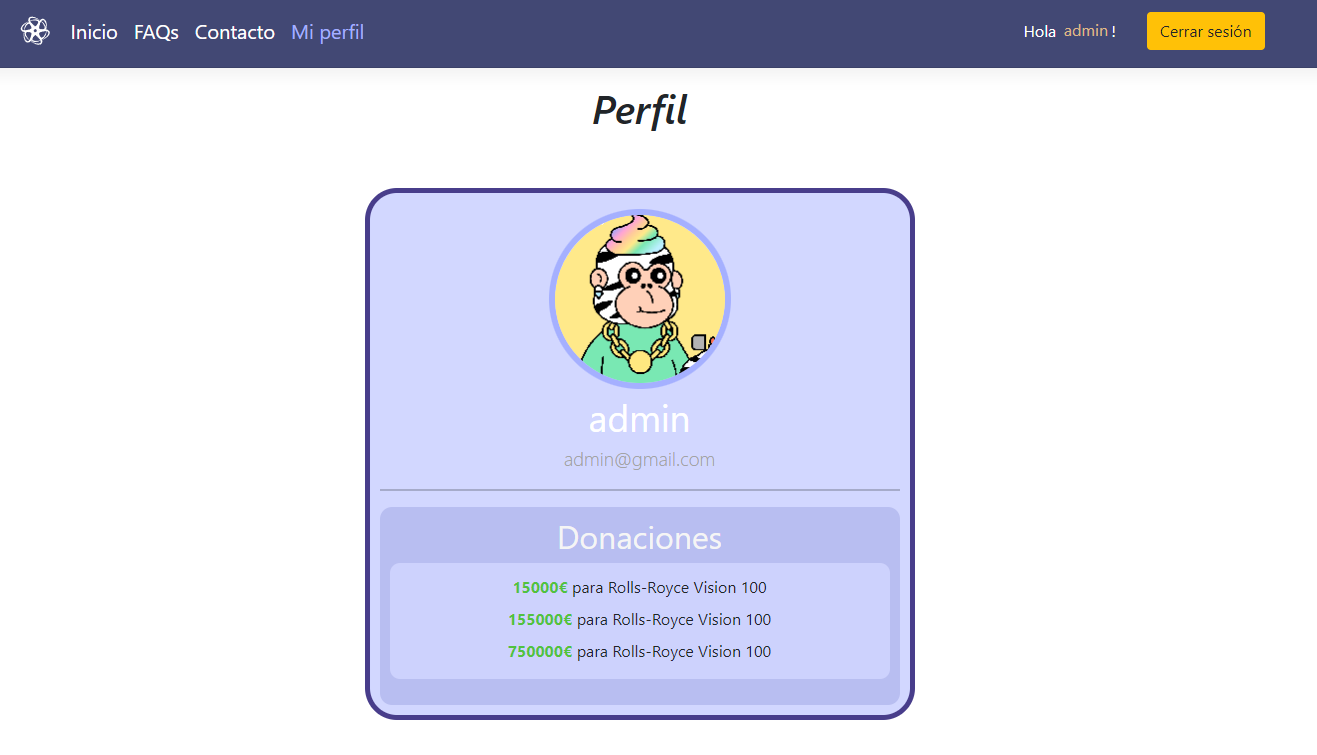 Inicio FAQs Contacto Mi perfil Hola admin! Cerrar sesión
Perfil
admin
admin@gmail.com
Donaciones
15000€ para Rolls-Royce Vision 100
155000€ para Rolls-Royce Vision 100
750000€ para Rolls-Royce Vision 100